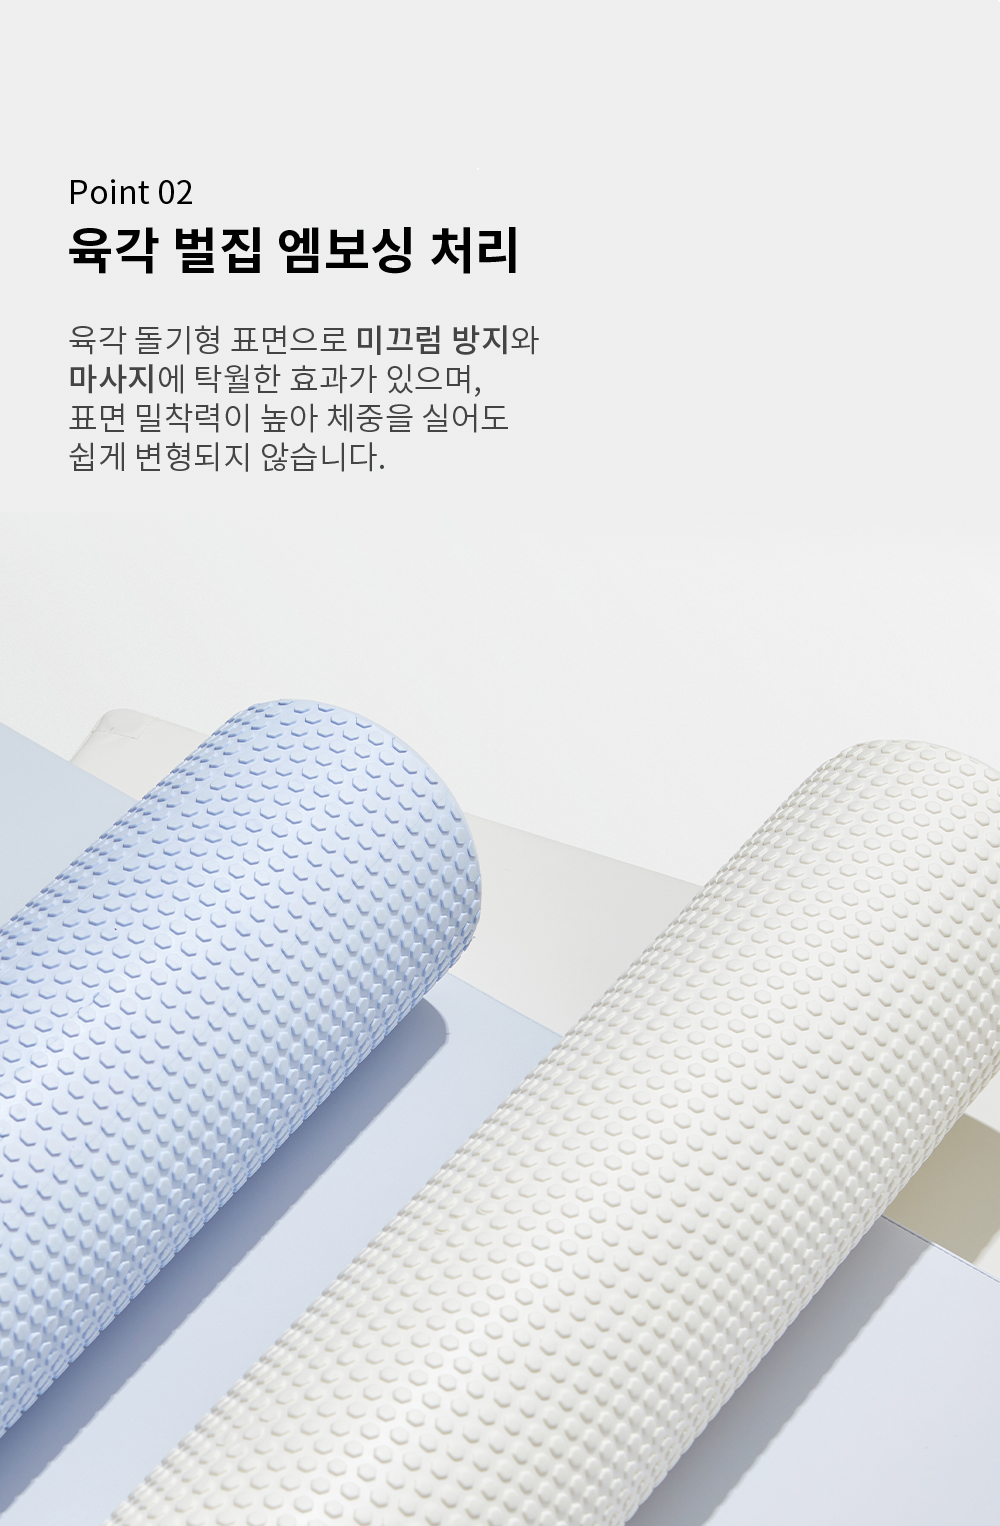 Point 02
육각 벌집 엠보싱 처리
육각 돌기형 표면으로 미끄럼 방지와
마사지에 탁월한 효과가 있으며,
표면 밀착력이 높아 체중을 실어도
쉽게 변형되지 않습니다.